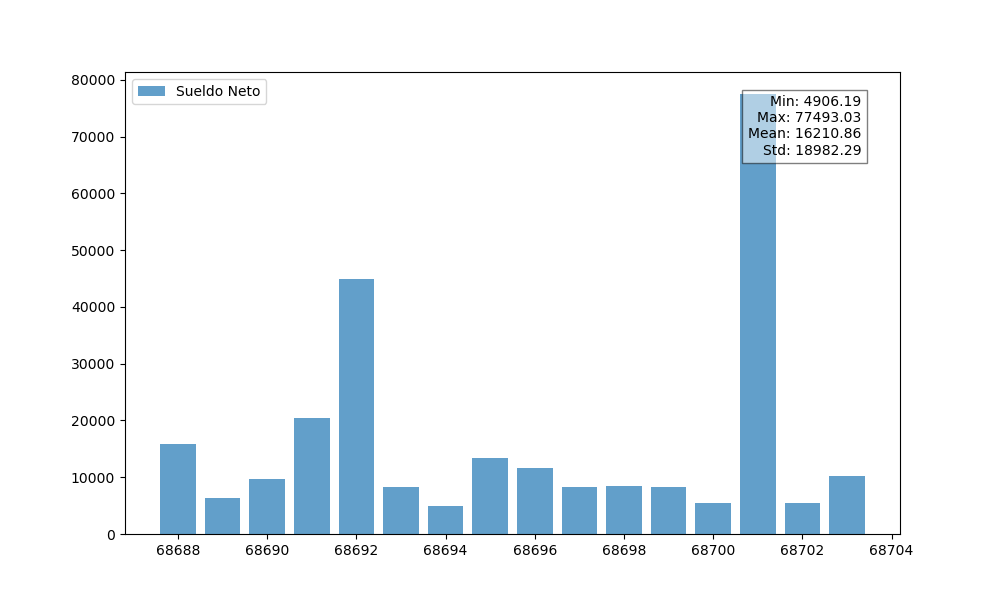 80000
70000
60000
50000
40000
30000
20000
10000
0
Sueldo Neto
Min: 4906.19
Max: 77493.03
Mean: 16210.86
Std: 18982.29
68688 68690 68692 68694 68696 68698 68700 68702 68704